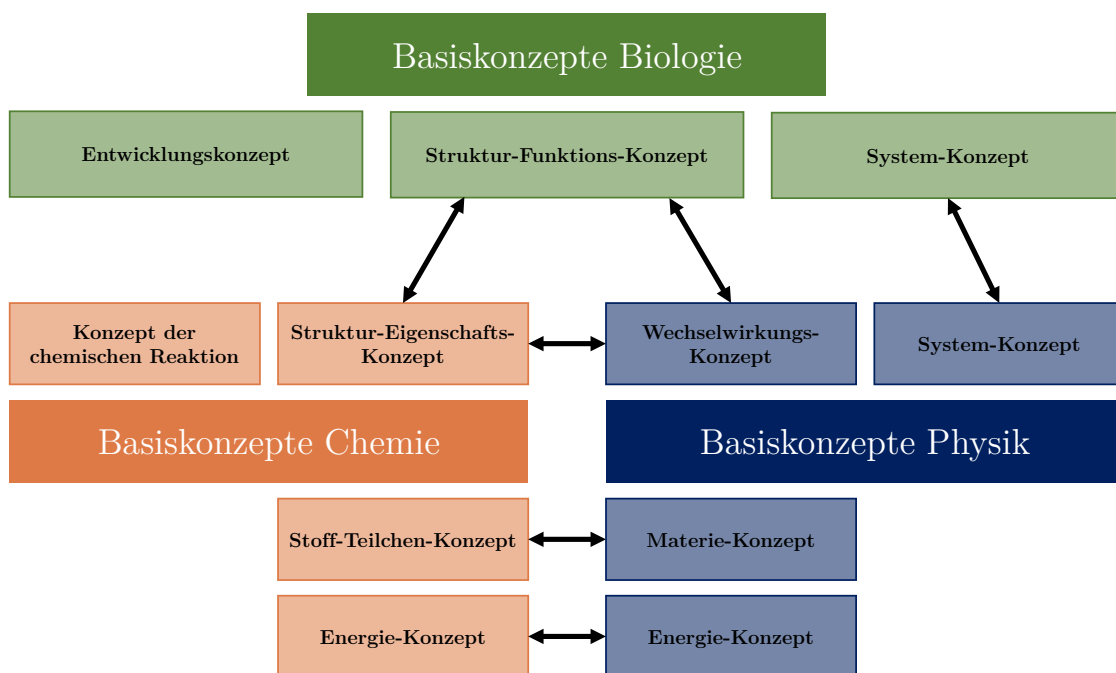 Basiskonzepte Biologie
Entwicklungskonzept
Struktur-Funktions-Konzept
System-Konzept
Konzept der
chemischen Reaktion
Struktur-Eigenschafts-
Konzept
Wechselwirkungs-
Konzept
System-Konzept
Basiskonzepte Chemie
Basiskonzepte Physik
Stoff-Teilchen-Konzept
Materie-Konzept
Energie-Konzept
Energie-Konzept